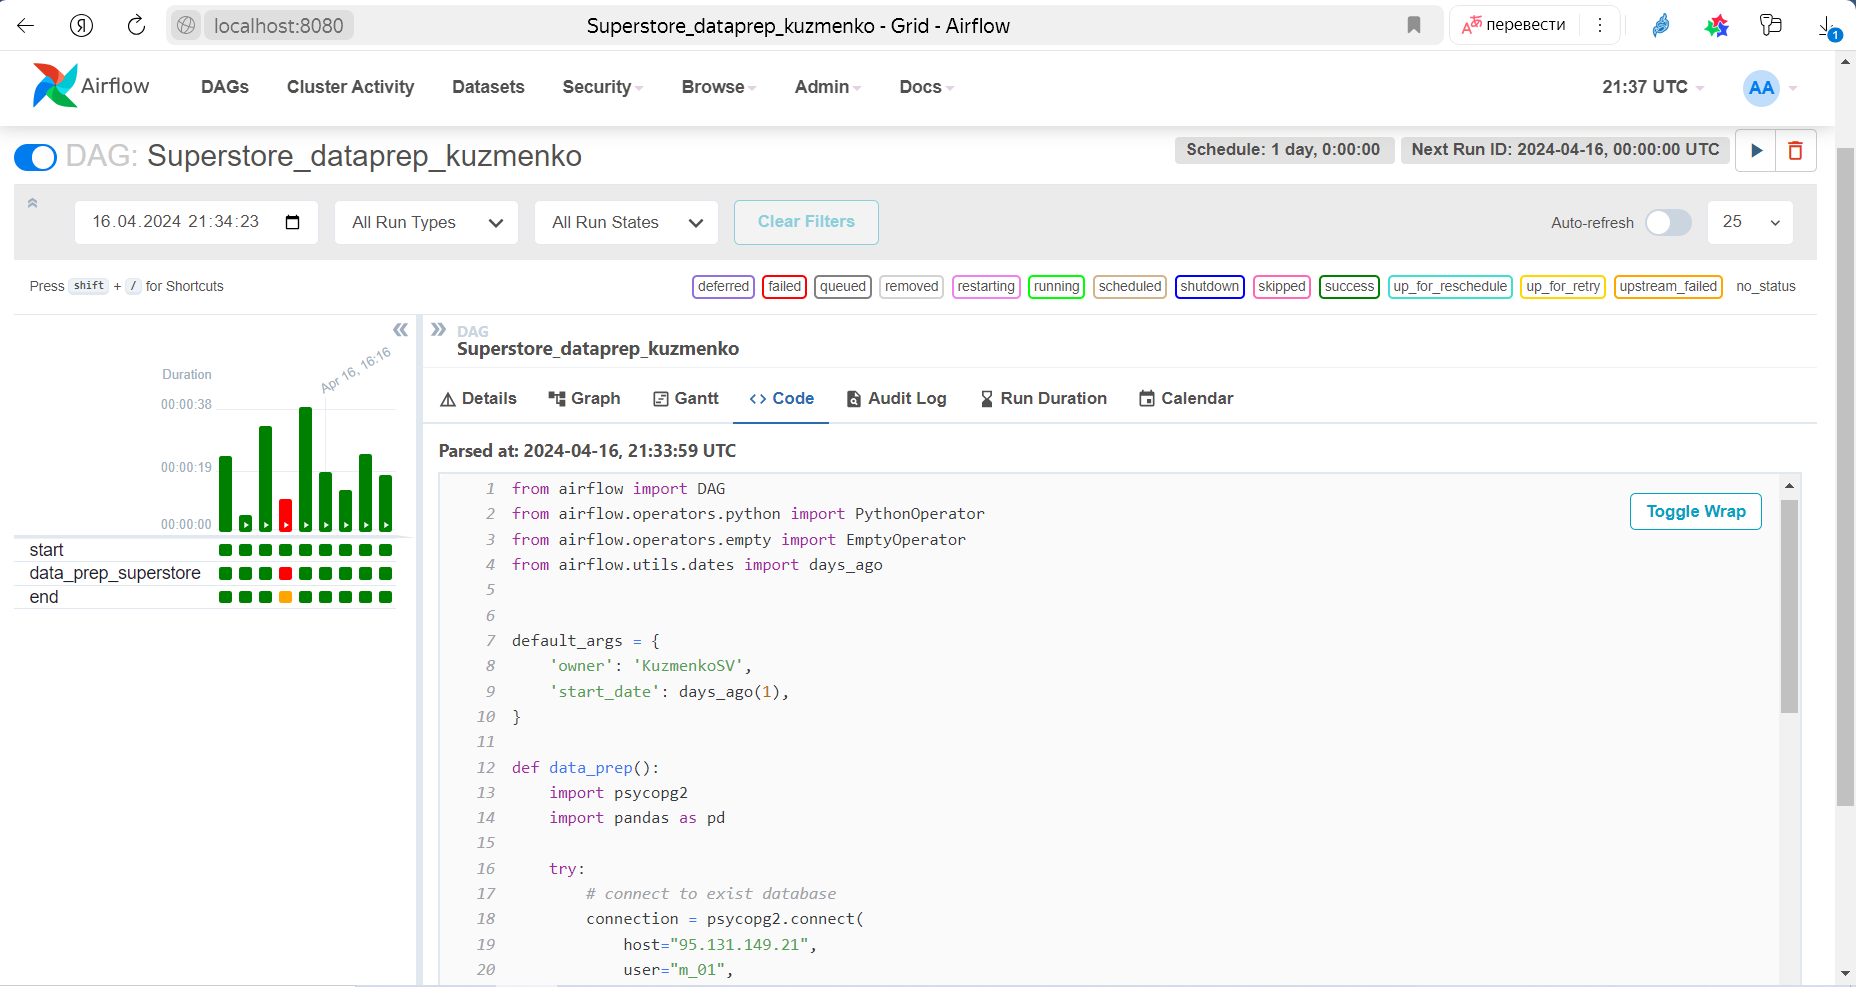 localhost:8080
Superstore_dataprep_kuzmenko - Grid - Airflow
перевести
1
Airflow
DAGs
Cluster Activity
Datasets
Security
Browse
Admin
Docs
21:37 UTC
AA
DAG: Superstore_dataprep_kuzmenko
Schedule: 1 day, 0:00:00
Next Run ID: 2024-04-16, 00:00:00 UTC
16.04.2024 21:34:23
All Run Types
All Run States
Clear Filters
Auto-refresh
25
Press shift + / for Shortcuts
deferred
failed
queued
removed
restarting
running
scheduled
shutdown
skipped
success
up_for_reschedule
up_for_retry
upstream_failed
no_status
Apr 16, 16:16
Duration
00:00:38
00:00:19
00:00:00
start
data_prep_superstore
end
DAG
Superstore_dataprep_kuzmenko
Details
Graph
Gantt
Code
Audit Log
Run Duration
Calendar
Parsed at: 2024-04-16, 21:33:59 UTC
Toggle Wrap
1 from airflow import DAG
2 from airflow.operators.python import PythonOperator
3 from airflow.operators.empty import EmptyOperator
4 from airflow.utils.dates import days_ago
5
6
7 default_args = {
8     'owner': 'KuzmenkoSV',
9     'start_date': days_ago(1),
10 }
11
12 def data_prep():
13     import psycopg2
14     import pandas as pd
15
16     try:
17         # connect to exist database
18         connection = psycopg2.connect(
19             host="95.131.149.21",
20             user="m_01",